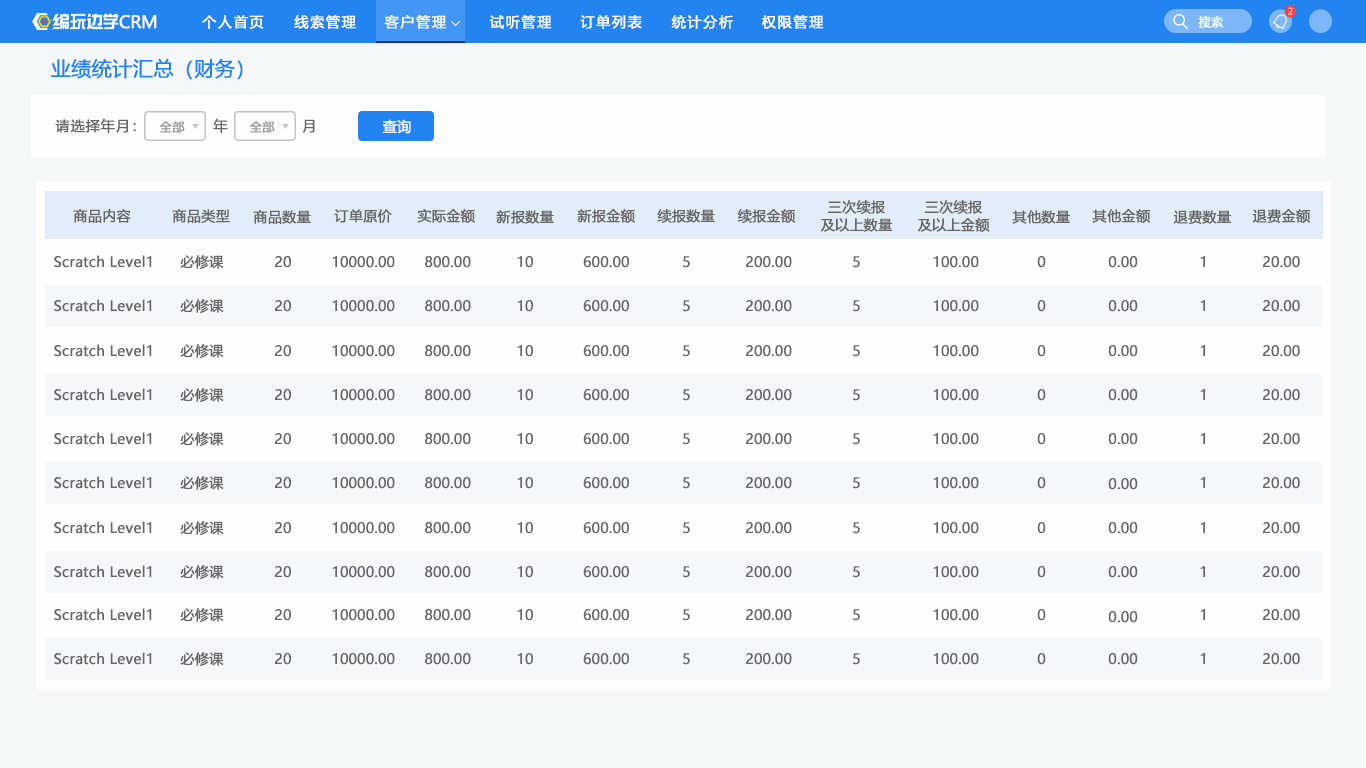 编玩边学CRM 个人首页 线索管理 客户管理 试听管理 订单列表 统计分析 权限管理 搜索 2
业绩统计汇总（财务）
请选择年月: 全部 年 全部 月 查询
商品内容 商品类型 商品数量 订单原价 实际金额 新报数量 新报金额 续报数量 续报金额 三次续报及以上数量 三次续报及以上金额 其他数量 其他金额 退费数量 退费金额
Scratch Level1 必修课 20 10000.00 800.00 10 600.00 5 200.00 5 100.00 0 0.00 1 20.00
Scratch Level1 必修课 20 10000.00 800.00 10 600.00 5 200.00 5 100.00 0 0.00 1 20.00
Scratch Level1 必修课 20 10000.00 800.00 10 600.00 5 200.00 5 100.00 0 0.00 1 20.00
Scratch Level1 必修课 20 10000.00 800.00 10 600.00 5 200.00 5 100.00 0 0.00 1 20.00
Scratch Level1 必修课 20 10000.00 800.00 10 600.00 5 200.00 5 100.00 0 0.00 1 20.00
Scratch Level1 必修课 20 10000.00 800.00 10 600.00 5 200.00 5 100.00 0 0.00 1 20.00
Scratch Level1 必修课 20 10000.00 800.00 10 600.00 5 200.00 5 100.00 0 0.00 1 20.00
Scratch Level1 必修课 20 10000.00 800.00 10 600.00 5 200.00 5 100.00 0 0.00 1 20.00
Scratch Level1 必修课 20 10000.00 800.00 10 600.00 5 200.00 5 100.00 0 0.00 1 20.00
Scratch Level1 必修课 20 10000.00 800.00 10 600.00 5 200.00 5 100.00 0 0.00 1 20.00